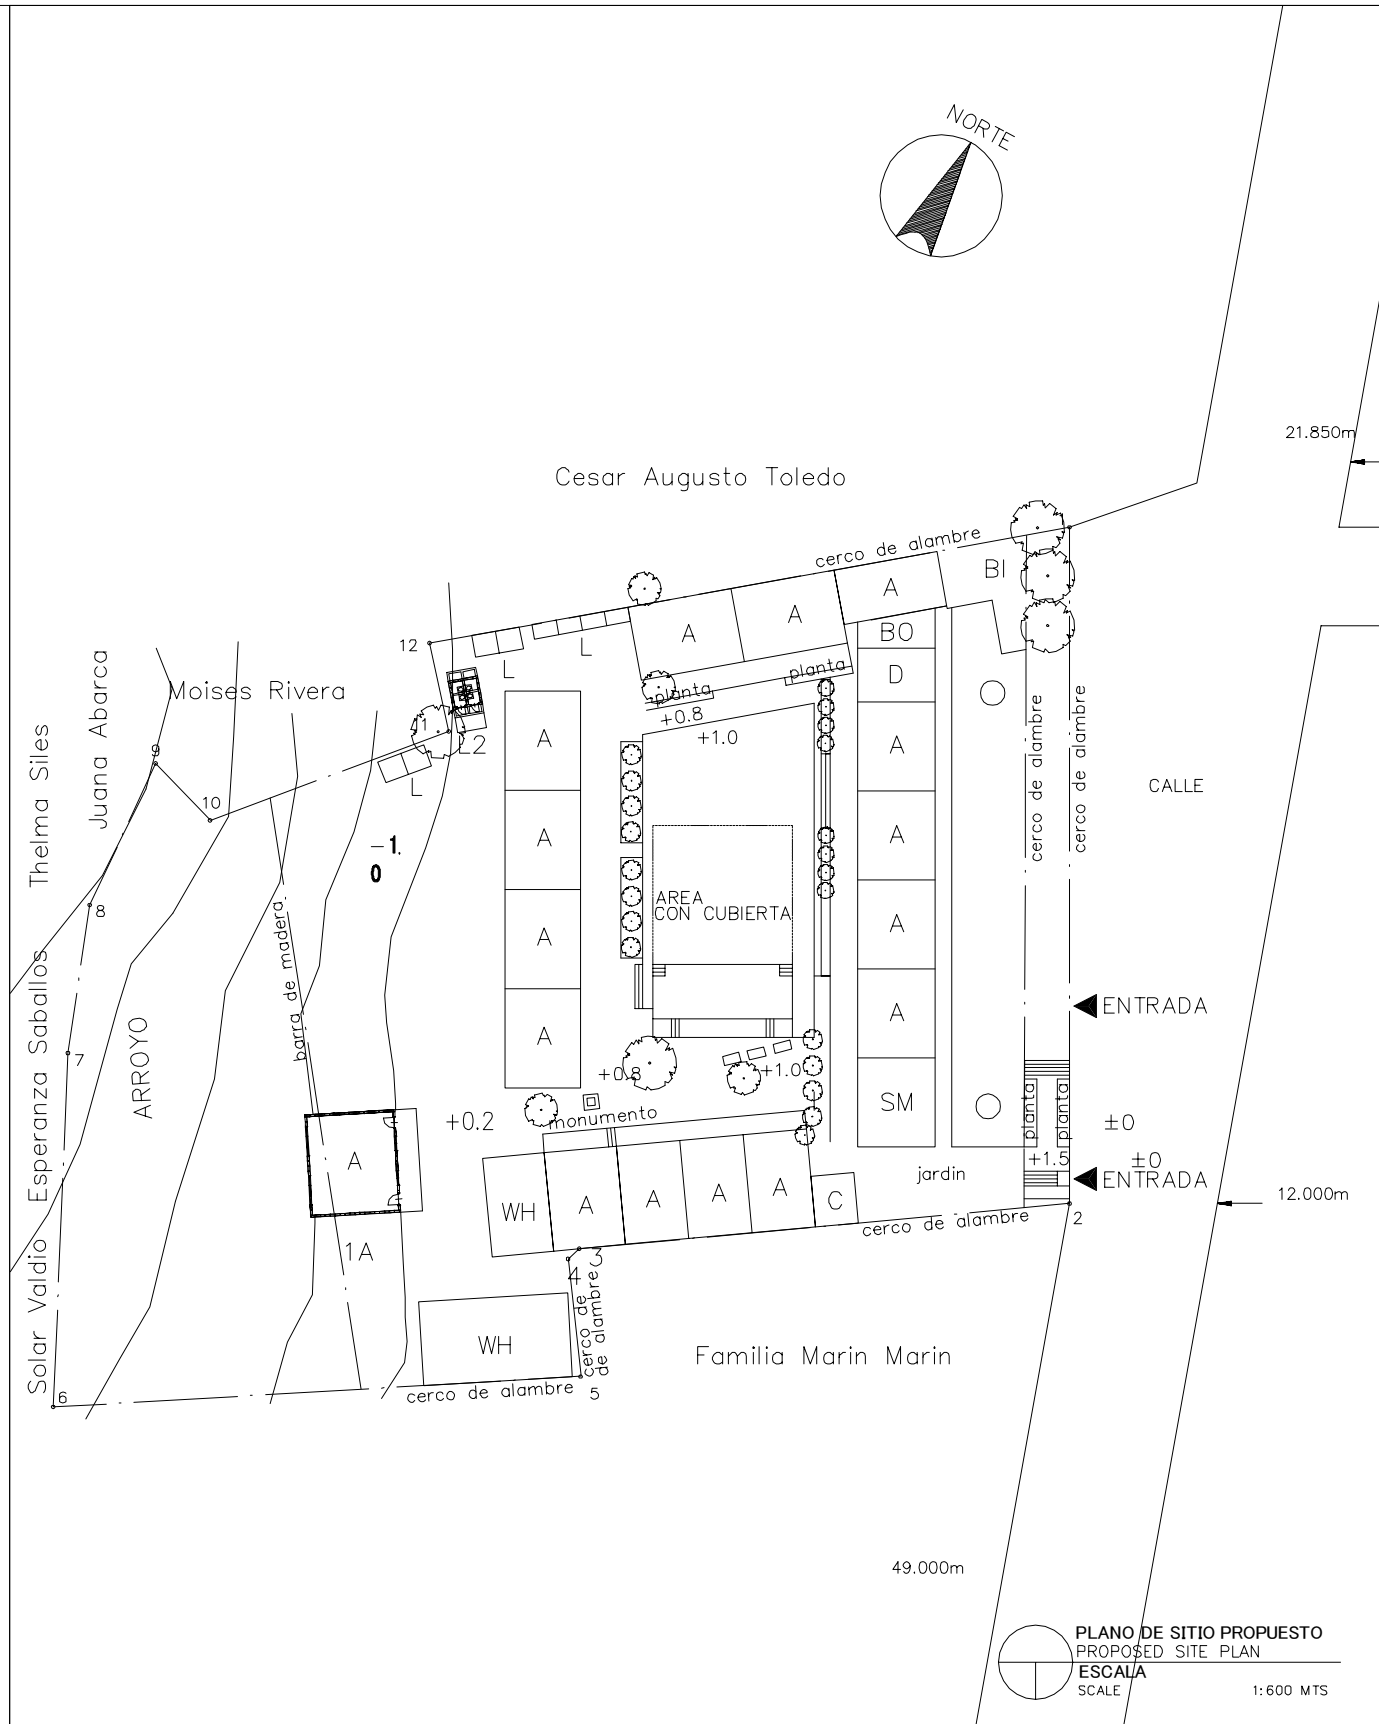 NORTE
21.850m
Cesar Augusto Toledo
cerco de alambre
BI
A
A
A
BO
12
L
L
D
planta
planta
Moises Rivera
+0.8
+1.0
L2
A
A
9
L
Juana Abarca
Thelma Siles
cerco de alambre
cerco de alambre
CALLE
10
-1.
0
A
A
8
AREA
CON CUBIERTA
barra de madera
A
A
ENTRADA
Solar Valdio Esperanza Saballos
7
ARROYO
A
A
+0.8
+1.0
SM
planta
planta
±0
+0.2
monumento
A
+1.5
±0
jardin
ENTRADA
WH
A
A
A
A
C
12.000m
cerco de alambre
2
1A
3
4
cerco de
de alambre
WH
Familia Marin Marin
cerco de alambre
5
6
49.000m
PLANO DE SITIO PROPUESTO
PROPOSED SITE PLAN
ESCALA
SCALE
1:600 MTS